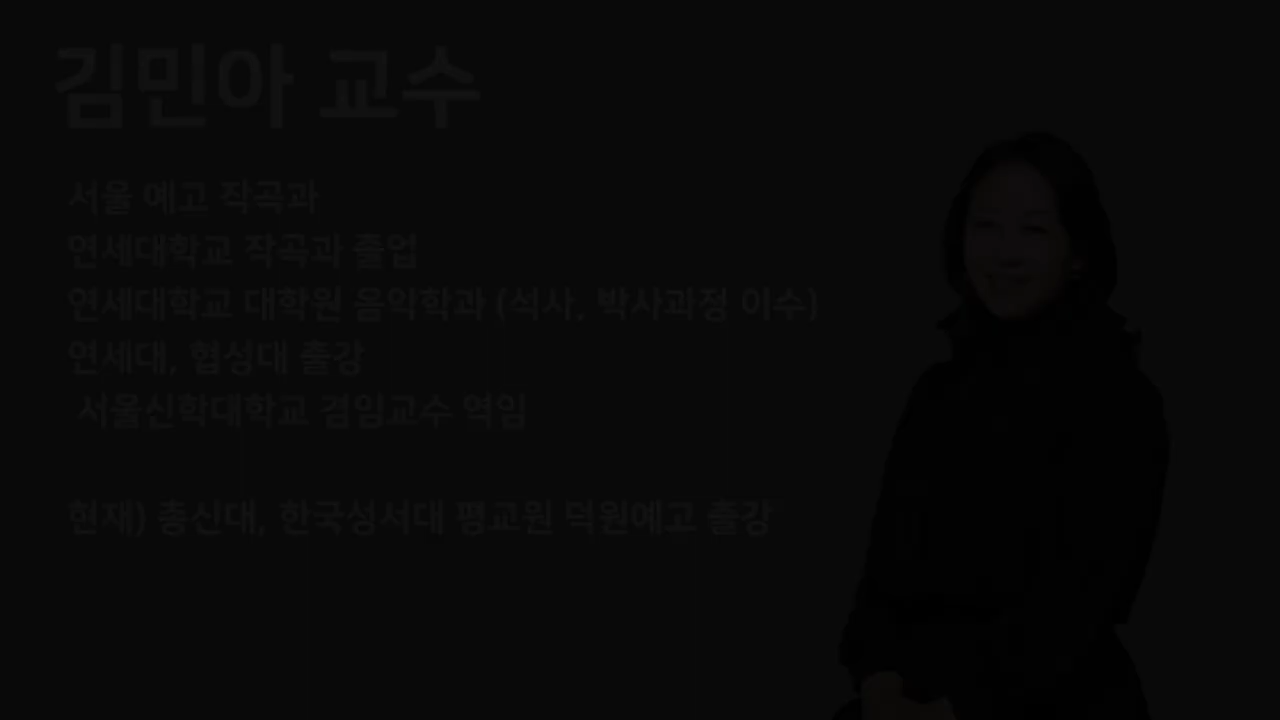 김민아 교수
서울 예고 작곡과
연세대학교 작곡과 졸업
연세대학교 대학원 음악학과 (석사, 박사과정 이수)
연세대, 협성대 출강
서울신학대학교 겸임교수 역임
현재) 총신대, 한국성서대 평교원 덕원예고 출강